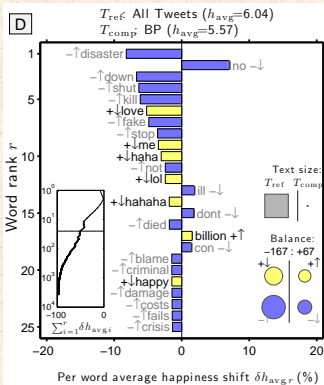 D
T_ref: All Tweets (h_avg=6.04)
T_comp: BP (h_avg=5.57)
−↑disaster
no −↓
−↑down
−↑shut
−↑kill
+↓love
−↑fake
−↑stop
+↓me
+↓haha
−↑not
+↓lol
ill −↓
+↓hahaha
dont −↓
−↑died
billion +↑
con −↓
−↑blame
−↑criminal
+↓happy
−↑damage
−↑costs
−↑fails
−↑crisis
Word rank r
1
5
10
15
20
25
−20
−10
0
10
20
Per word average happiness shift δh_avg,r (%)
10^0
10^1
10^2
10^3
10^4
−100
0
∑_{i=1}^{r} δh_avg,i
Text size:
T_ref T_comp
Balance:
−167 : +67
+↓ +↑
−↑ −↓